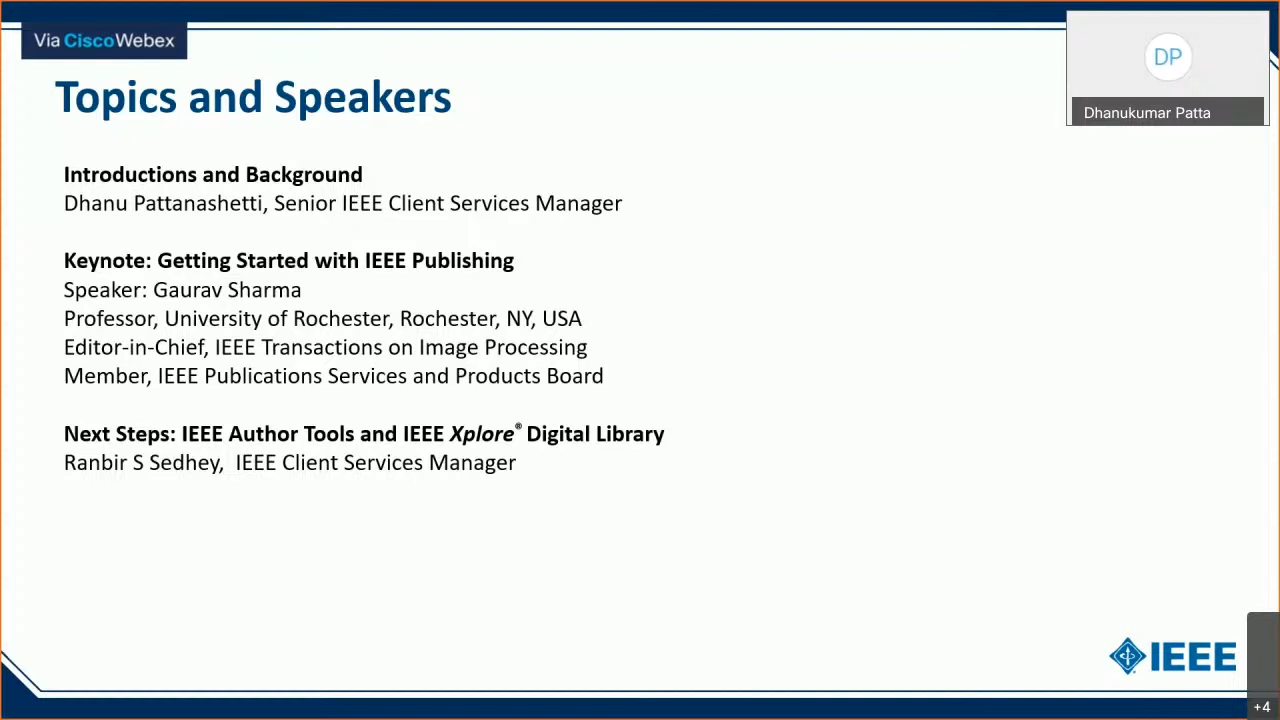 Via CiscoWebex
DP
Dhanukumar Patta
Topics and Speakers
Introductions and Background
Dhanu Pattanashetti, Senior IEEE Client Services Manager
Keynote: Getting Started with IEEE Publishing
Speaker: Gaurav Sharma
Professor, University of Rochester, Rochester, NY, USA
Editor-in-Chief, IEEE Transactions on Image Processing
Member, IEEE Publications Services and Products Board
Next Steps: IEEE Author Tools and IEEE Xplore® Digital Library
Ranbir S Sedhey, IEEE Client Services Manager
IEEE
+4